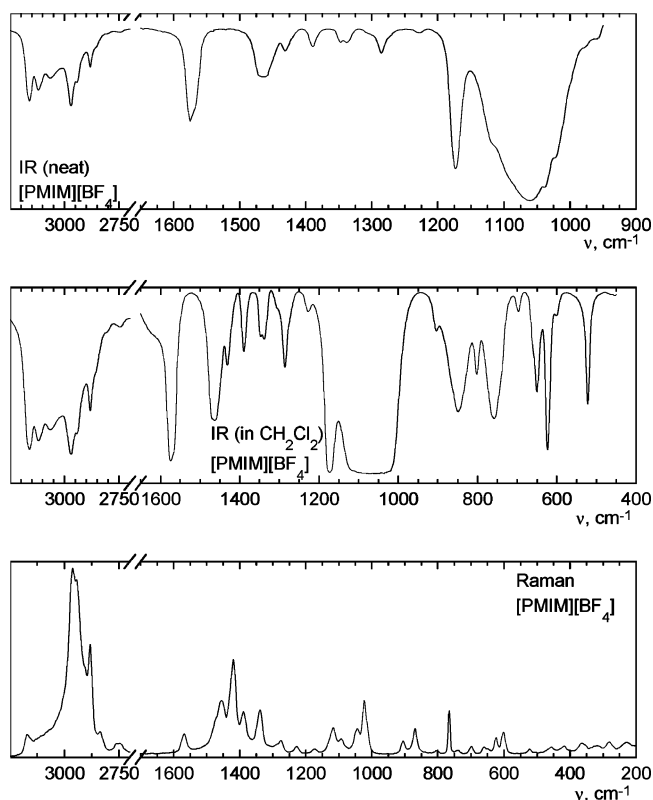 IR (neat)
[PMIM][BF4]
3000 2750 1600 1500 1400 1300 1200 1100 1000 900
ν, cm-1
IR (in CH2Cl2)
[PMIM][BF4]
3000 2750 1600 1400 1200 1000 800 600 400
ν, cm-1
Raman
[PMIM][BF4]
3000 2750 1600 1400 1200 1000 800 600 400 200
ν, cm-1